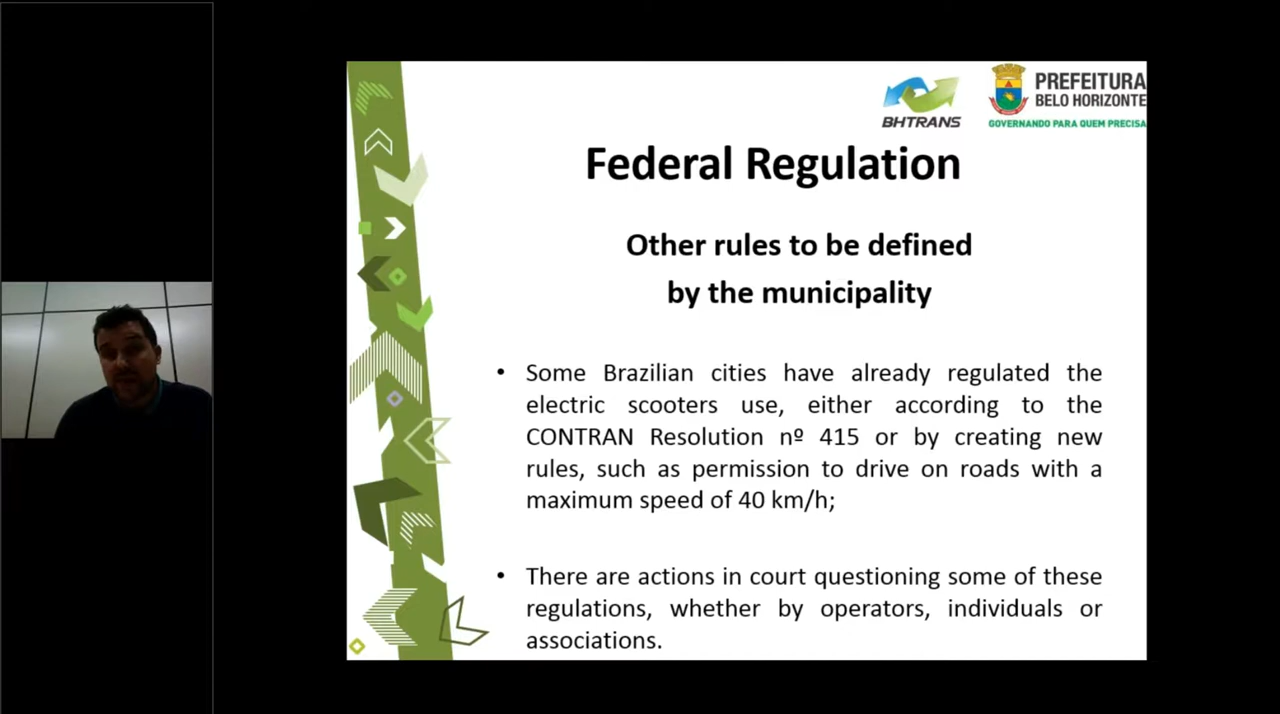 BHTRANS
PREFEITURA
BELO HORIZONTE
GOVERNANDO PARA QUEM PRECISA
Federal Regulation
Other rules to be defined
by the municipality
• Some Brazilian cities have already regulated the
electric scooters use, either according to the
CONTRAN Resolution nº 415 or by creating new
rules, such as permission to drive on roads with a
maximum speed of 40 km/h;
• There are actions in court questioning some of these
regulations, whether by operators, individuals or
associations.